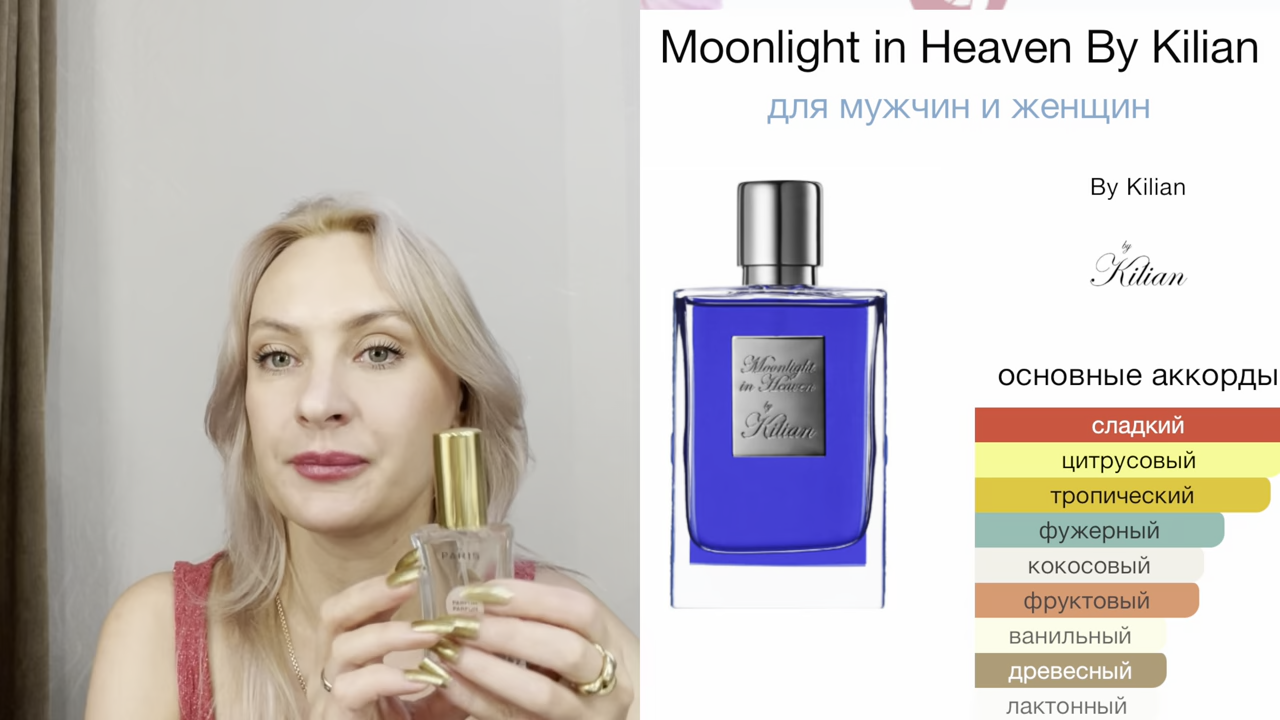 Moonlight in Heaven By Kilian
для мужчин и женщин
By Kilian
by
Kilian
основные аккорды
сладкий
цитрусовый
тропический
фужерный
кокосовый
фруктовый
ванильный
древесный
лактонный
Moonlight
in Heaven
by
Kilian
PARIS